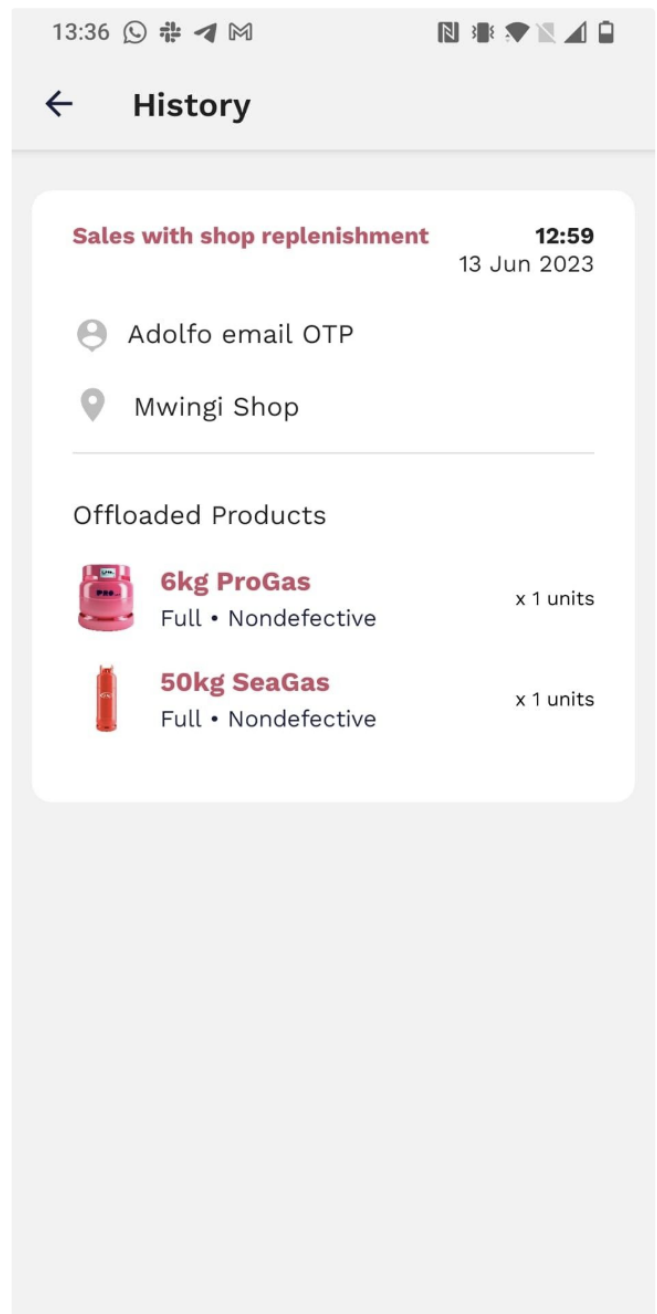 13:36
History
Sales with shop replenishment 12:59
13 Jun 2023
Adolfo email OTP
Mwingi Shop
Offloaded Products
6kg ProGas
Full • Nondefective
x 1 units
50kg SeaGas
Full • Nondefective
x 1 units